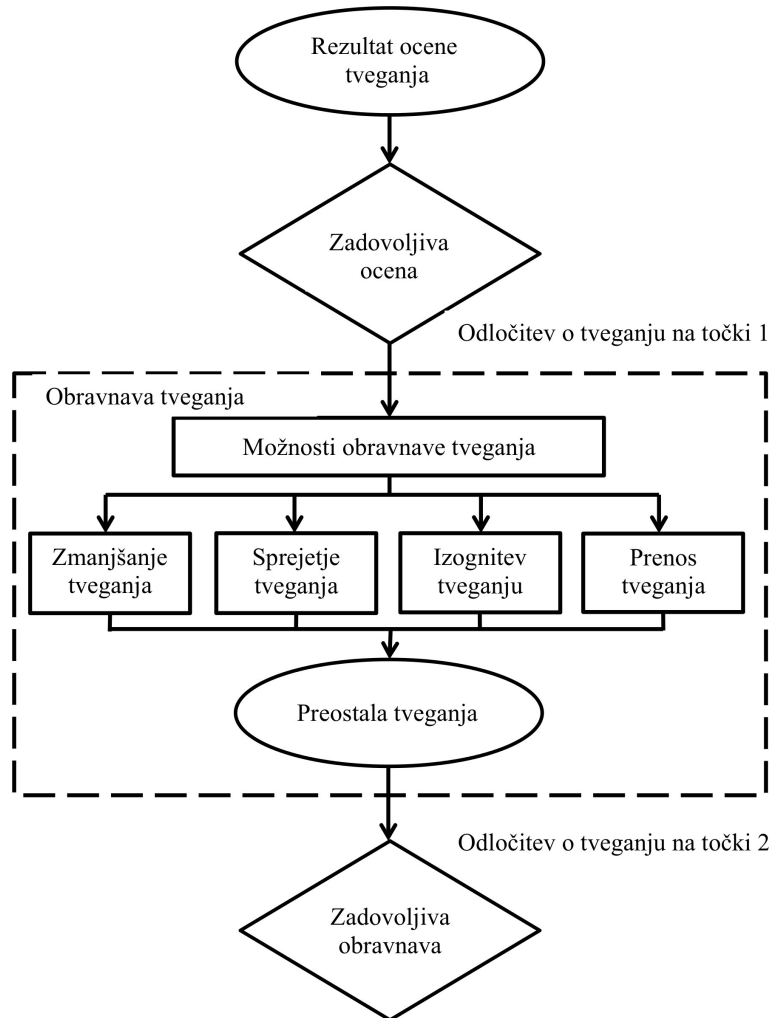 Rezultat ocene
tveganja
Zadovoljiva
ocena
Odločitev o tveganju na točki 1
Obravnava tveganja
Možnosti obravnave tveganja
Zmanjšanje
tveganja
Sprejetje
tveganja
Izognitev
tveganju
Prenos
tveganja
Preostala tveganja
Odločitev o tveganju na točki 2
Zadovoljiva
obravnava